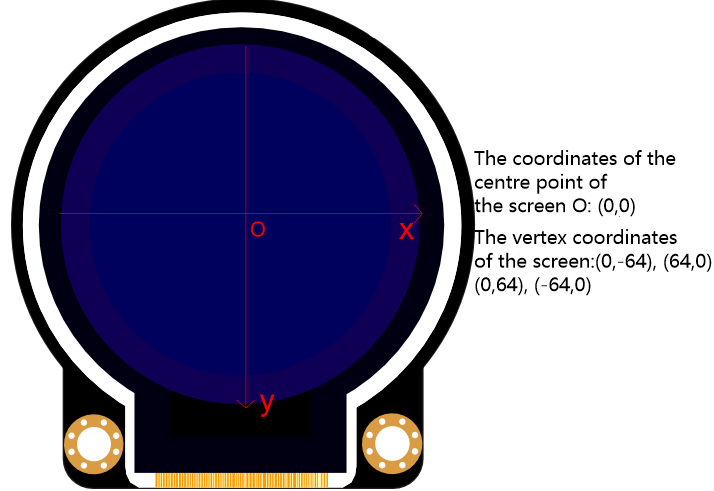 The coordinates of the
centre point of
the screen O: (0,0)
O
x
The vertex coordinates
of the screen:(0,-64), (64,0)
(0,64), (-64,0)
y